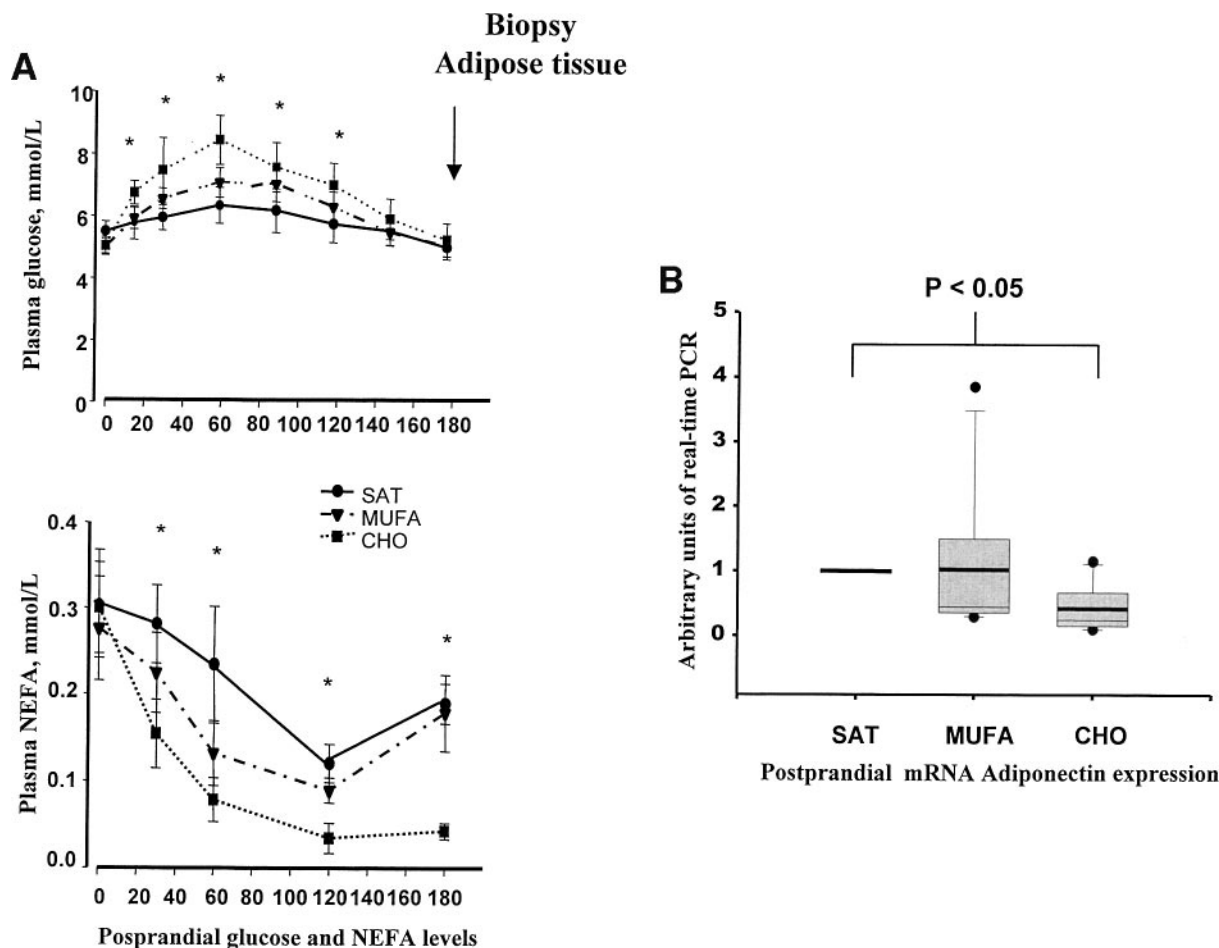 Biopsy
Adipose tissue
A
*
*
*
*
*
10
8
6
4
2
0
Plasma glucose, mmol/L
0 20 40 60 80 100 120 140 160 180
SAT
MUFA
CHO
*
*
*
*
0.4
0.3
0.2
0.1
0.0
Plasma NEFA, mmol/L
0 20 40 60 80 100 120 140 160 180
Posprandial glucose and NEFA levels
B
P < 0.05
5
4
3
2
1
0
Arbitrary units of real-time PCR
SAT MUFA CHO
Postprandial mRNA Adiponectin expression